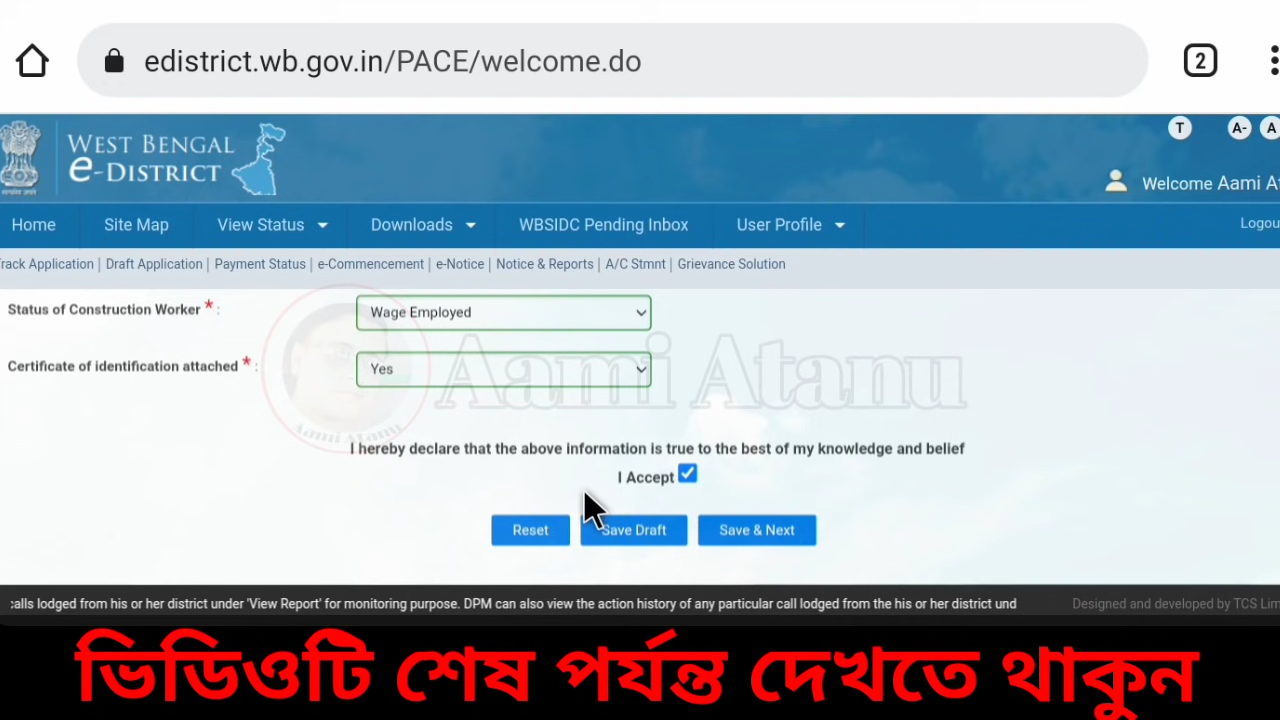 edistrict.wb.gov.in/PACE/welcome.do
2
T A- A
WEST BENGAL
e-DISTRICT
Welcome Aami
Home Site Map View Status Downloads WBSIDC Pending Inbox User Profile
rack Application | Draft Application | Payment Status | e-Commencement | e-Notice | Notice & Reports | A/C Stmnt | Grievance Solution
Status of Construction Worker * :
Wage Employed
Certificate of identification attached * :
Yes
Aami Atanu
Aami Atanu
I hereby declare that the above information is true to the best of my knowledge and belief
I Accept
Reset Save Draft Save & Next
calls lodged from his or her district under 'View Report' for monitoring purpose. DPM can also view the action history of any particular call lodged from the his or her district und
Designed and developed by TCS Lim
ভিডিওটি শেষ পর্যন্ত দেখতে থাকুন